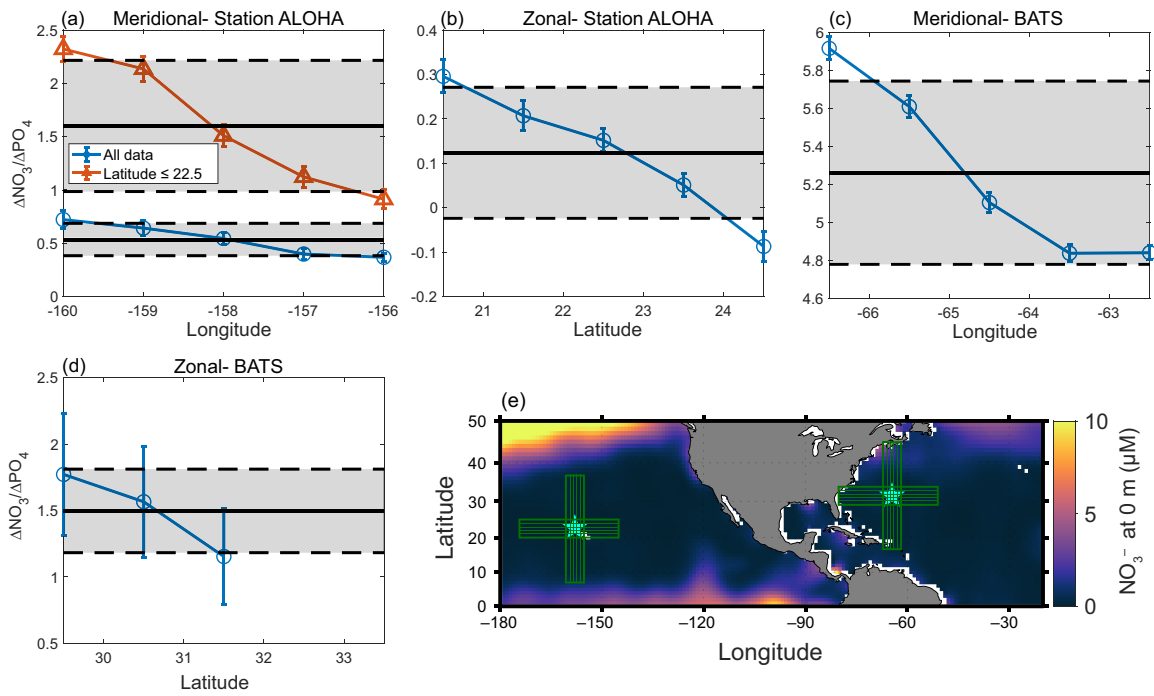 (a) Meridional- Station ALOHA
2.5
2
1.5
1
0.5
0
ΔNO3/ΔPO4
All data
Latitude ≤ 22.5
-160 -159 -158 -157 -156
Longitude
(b) Zonal- Station ALOHA
0.4
0.3
0.2
0.1
0
-0.1
-0.2
21 22 23 24
Latitude
(c) Meridional- BATS
6
5.8
5.6
5.4
5.2
5
4.8
4.6
-66 -65 -64 -63
Longitude
(d) Zonal- BATS
2.5
2
1.5
1
0.5
ΔNO3/ΔPO4
30 31 32 33
Latitude
(e)
50
40
30
20
10
0
Latitude
−180 −150 −120 −90 −60 −30
Longitude
10
5
0
NO3− at 0 m (μM)